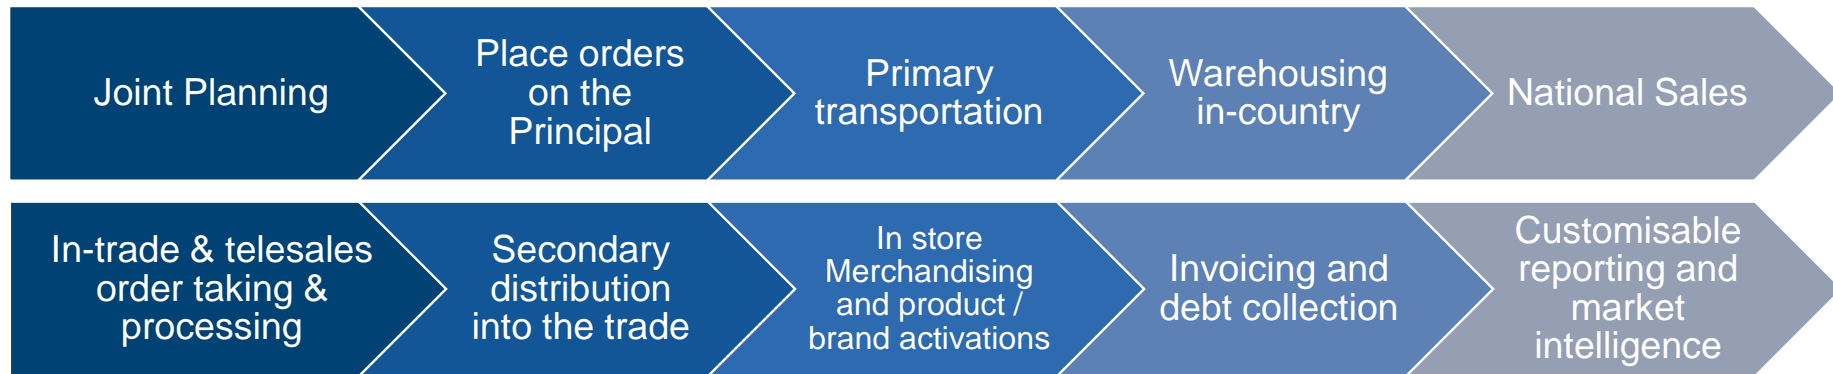 Joint Planning
Place orders
on the
Principal
Primary
transportation
Warehousing
in-country
National Sales
In-trade & telesales
order taking &
processing
Secondary
distribution
into the trade
In store
Merchandising
and product /
brand activations
Invoicing and
debt collection
Customisable
reporting and
market
intelligence